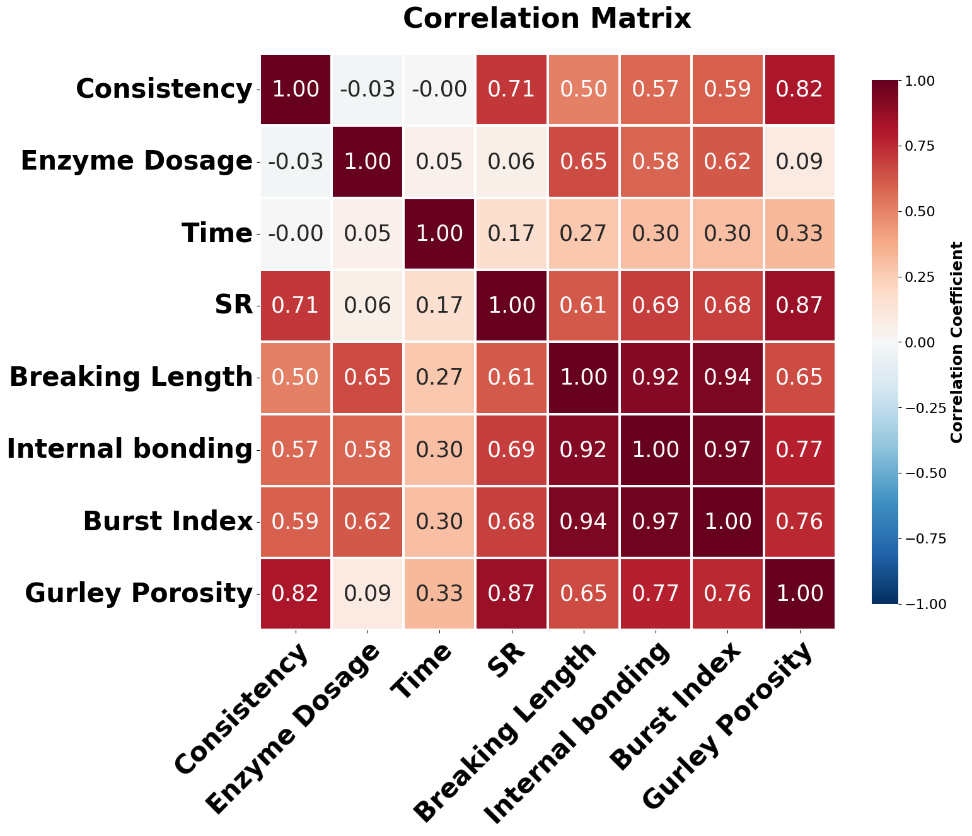 Correlation Matrix
Consistency 1.00 -0.03 -0.00 0.71 0.50 0.57 0.59 0.82
Enzyme Dosage -0.03 1.00 0.05 0.06 0.65 0.58 0.62 0.09
Time -0.00 0.05 1.00 0.17 0.27 0.30 0.30 0.33
SR 0.71 0.06 0.17 1.00 0.61 0.69 0.68 0.87
Breaking Length 0.50 0.65 0.27 0.61 1.00 0.92 0.94 0.65
Internal bonding 0.57 0.58 0.30 0.69 0.92 1.00 0.97 0.77
Burst Index 0.59 0.62 0.30 0.68 0.94 0.97 1.00 0.76
Gurley Porosity 0.82 0.09 0.33 0.87 0.65 0.77 0.76 1.00
Consistency
Enzyme Dosage
Time
SR
Breaking Length
Internal bonding
Burst Index
Gurley Porosity
1.00
0.75
0.50
0.25
0.00
−0.25
−0.50
−0.75
−1.00
Correlation Coefficient